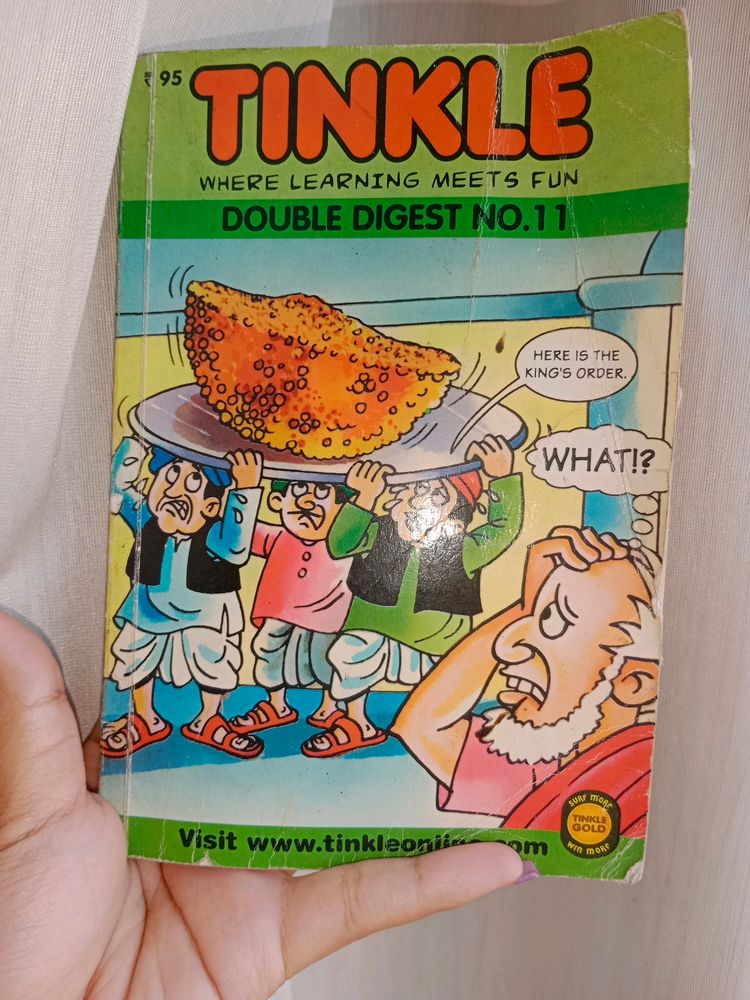 ₹ 95
TINKLE
WHERE LEARNING MEETS FUN
DOUBLE DIGEST NO.11
HERE IS THE
KING'S ORDER.
WHAT!?
SURF MORE
TINKLE
GOLD
WIN MORE
Visit www.tinkleonline.com